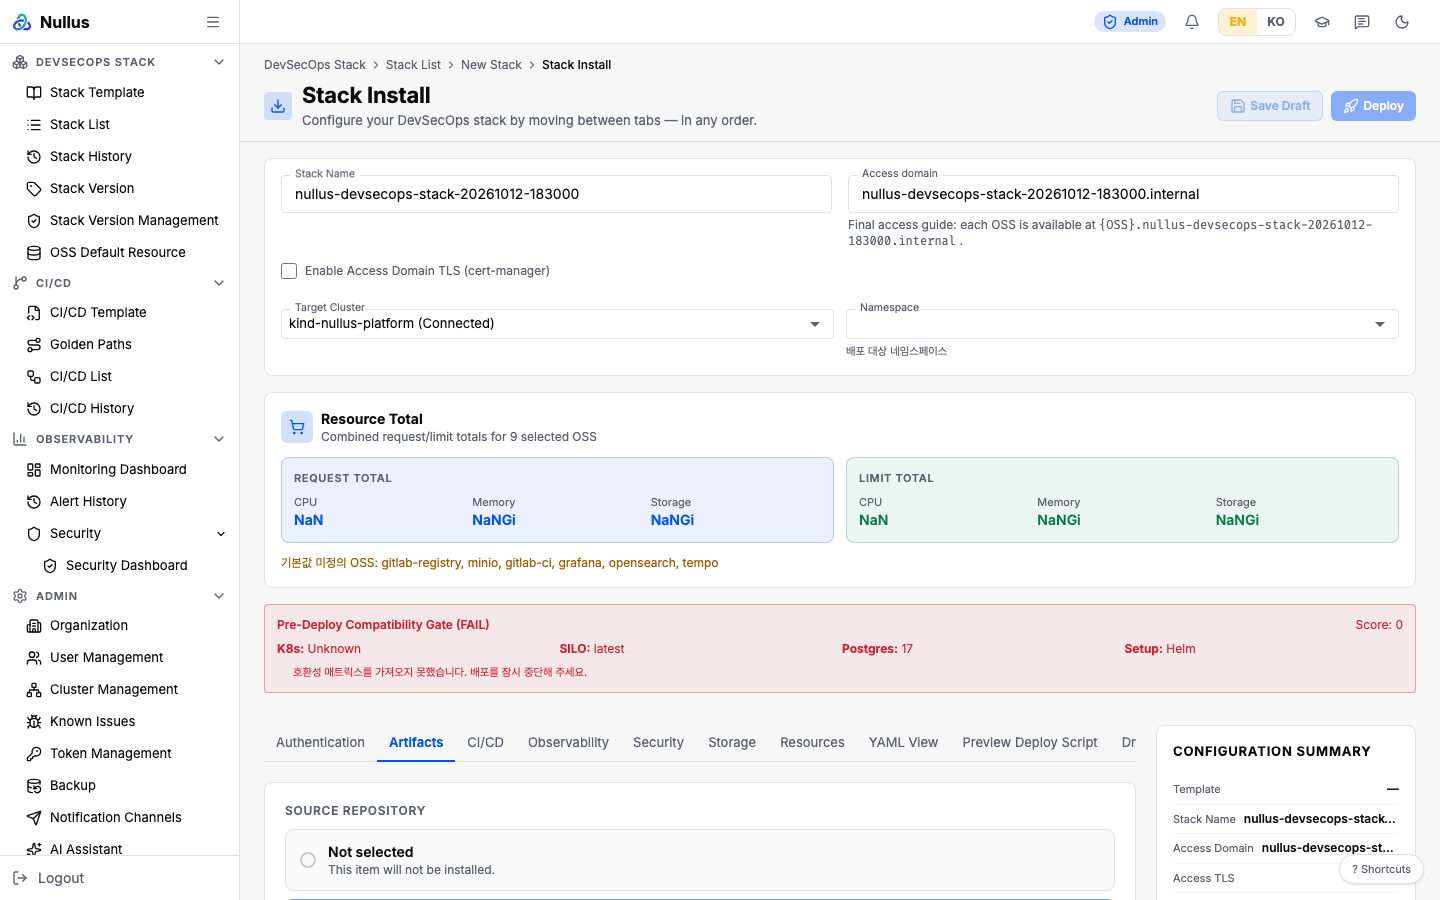 Nullus
Admin
EN
KO
DEVSECOPS STACK
Stack Template
Stack List
Stack History
Stack Version
Stack Version Management
OSS Default Resource
CI/CD
CI/CD Template
Golden Paths
CI/CD List
CI/CD History
OBSERVABILITY
Monitoring Dashboard
Alert History
Security
Security Dashboard
ADMIN
Organization
User Management
Cluster Management
Known Issues
Token Management
Backup
Notification Channels
AI Assistant
Logout
DevSecOps Stack > Stack List > New Stack > Stack Install
Stack Install
Configure your DevSecOps stack by moving between tabs — in any order.
Save Draft
Deploy
Stack Name
nullus-devsecops-stack-20261012-183000
Access domain
nullus-devsecops-stack-20261012-183000.internal
Final access guide: each OSS is available at {OSS}.nullus-devsecops-stack-20261012-
183000.internal .
Enable Access Domain TLS (cert-manager)
Target Cluster
kind-nullus-platform (Connected)
Namespace
배포 대상 네임스페이스
Resource Total
Combined request/limit totals for 9 selected OSS
REQUEST TOTAL
CPU Memory Storage
NaN NaNGi NaNGi
LIMIT TOTAL
CPU Memory Storage
NaN NaNGi NaNGi
기본값 미정의 OSS: gitlab-registry, minio, gitlab-ci, grafana, opensearch, tempo
Pre-Deploy Compatibility Gate (FAIL)
Score: 0
K8s: Unknown SILO: latest Postgres: 17 Setup: Helm
호환성 매트릭스를 가져오지 못했습니다. 배포를 잠시 중단해 주세요.
Authentication Artifacts CI/CD Observability Security Storage Resources YAML View Preview Deploy Script Dr
SOURCE REPOSITORY
Not selected
This item will not be installed.
CONFIGURATION SUMMARY
Template —
Stack Name nullus-devsecops-stack...
Access Domain nullus-devsecops-st...
Access TLS
? Shortcuts